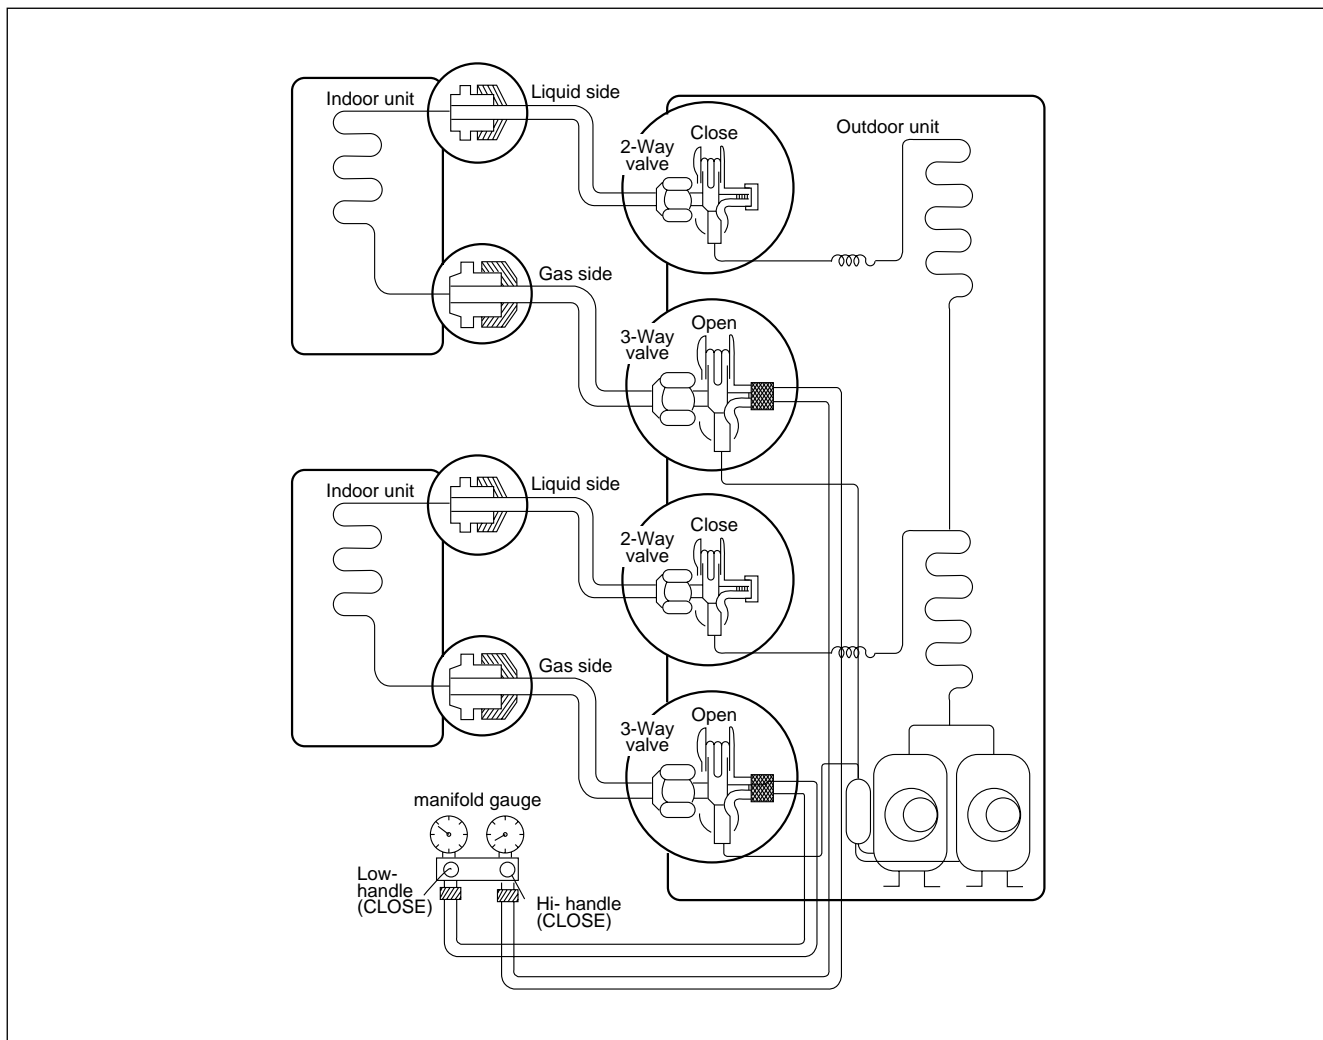 Indoor unit
Liquid side
2-Way
valve
Close
Outdoor unit
Gas side
3-Way
valve
Open
Indoor unit
Liquid side
2-Way
valve
Close
Gas side
3-Way
valve
Open
manifold gauge
Low-
handle
(CLOSE)
Hi- handle
(CLOSE)